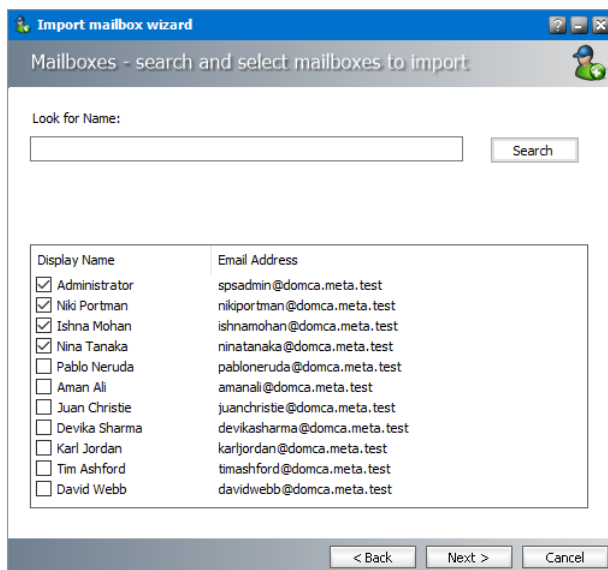 Import mailbox wizard
Mailboxes - search and select mailboxes to import
Look for Name:
Search
Display Name Email Address
Administrator spsadmin@domca.meta.test
Niki Portman nikiportman@domca.meta.test
Ishna Mohan ishnamohan@domca.meta.test
Nina Tanaka ninatanaka@domca.meta.test
Pablo Neruda pabloneruda@domca.meta.test
Aman Ali amanali@domca.meta.test
Juan Christie juanchristie@domca.meta.test
Devika Sharma devikasharma@domca.meta.test
Karl Jordan karljordan@domca.meta.test
Tim Ashford timashford@domca.meta.test
David Webb davidwebb@domca.meta.test
< Back Next > Cancel